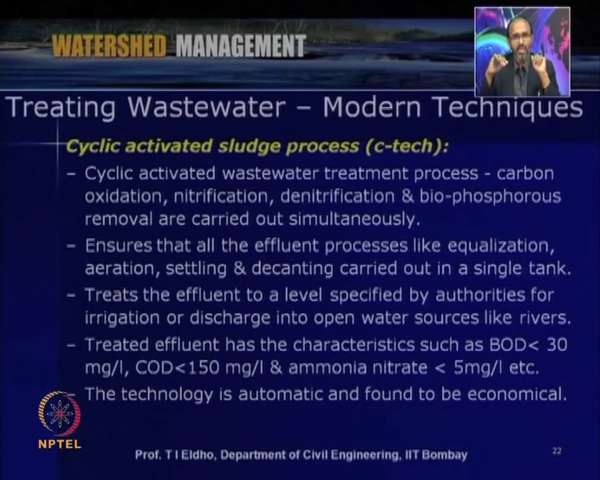 WATERSHED MANAGEMENT
Treating Wastewater – Modern Techniques
Cyclic activated sludge process (c-tech):
– Cyclic activated wastewater treatment process - carbon
oxidation, nitrification, denitrification & bio-phosphorous
removal are carried out simultaneously.
– Ensures that all the effluent processes like equalization,
aeration, settling & decanting carried out in a single tank.
– Treats the effluent to a level specified by authorities for
irrigation or discharge into open water sources like rivers.
– Treated effluent has the characteristics such as BOD< 30
mg/l, COD<150 mg/l & ammonia nitrate < 5mg/l etc.
– The technology is automatic and found to be economical.
NPTEL
Prof. T I Eldho, Department of Civil Engineering, IIT Bombay
22